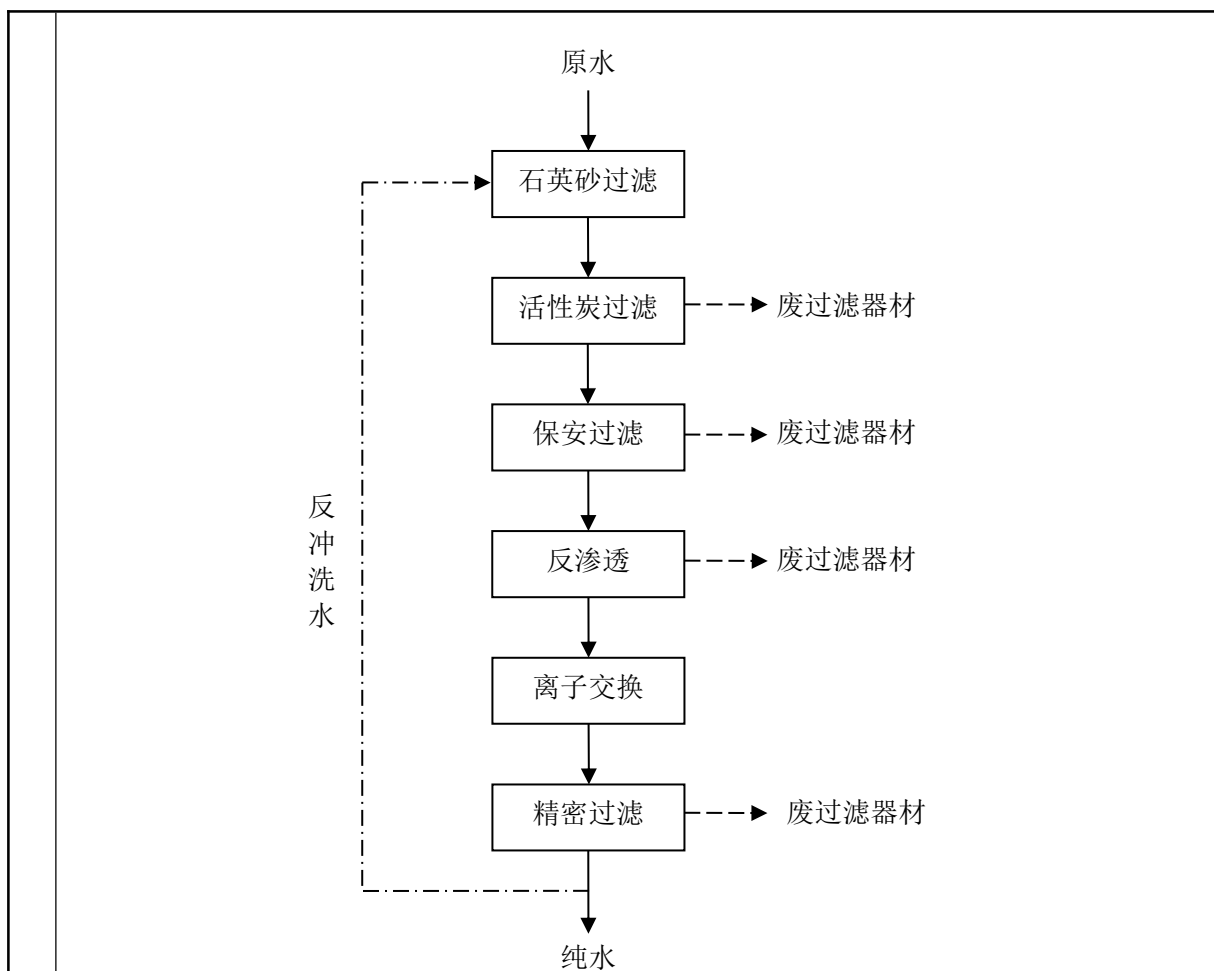 原水
石英砂过滤
活性炭过滤
废过滤器材
保安过滤
废过滤器材
反冲洗水
反渗透
废过滤器材
离子交换
精密过滤
废过滤器材
纯水